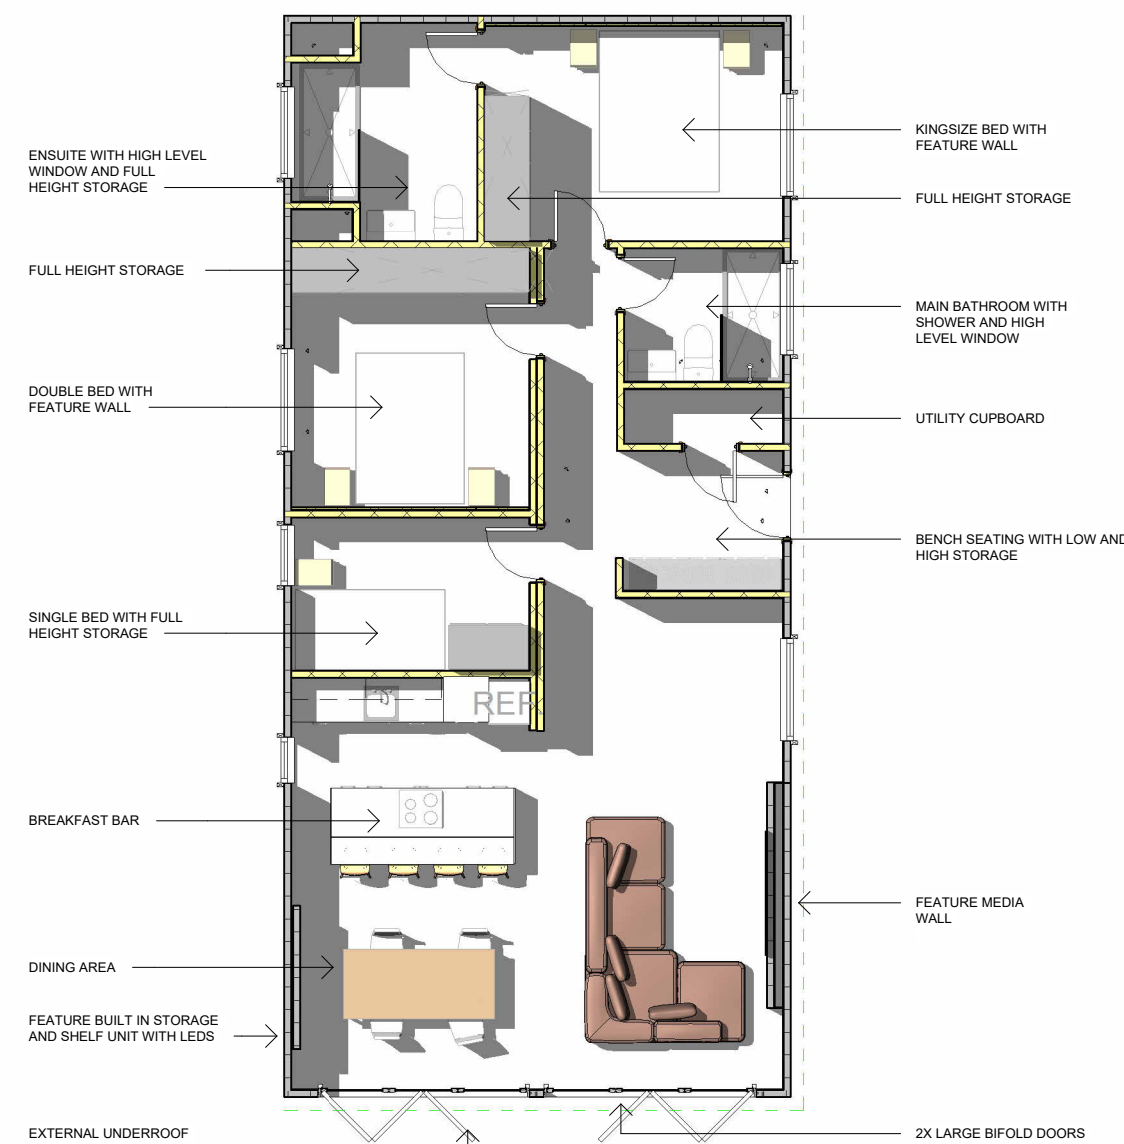 ENSUITE WITH HIGH LEVEL
WINDOW AND FULL
HEIGHT STORAGE
FULL HEIGHT STORAGE
DOUBLE BED WITH
FEATURE WALL
SINGLE BED WITH FULL
HEIGHT STORAGE
BREAKFAST BAR
DINING AREA
FEATURE BUILT IN STORAGE
AND SHELF UNIT WITH LEDS
EXTERNAL UNDERROOF
REF.
KINGSIZE BED WITH
FEATURE WALL
FULL HEIGHT STORAGE
MAIN BATHROOM WITH
SHOWER AND HIGH
LEVEL WINDOW
UTILITY CUPBOARD
BENCH SEATING WITH LOW AND
HIGH STORAGE
FEATURE MEDIA
WALL
2X LARGE BIFOLD DOORS